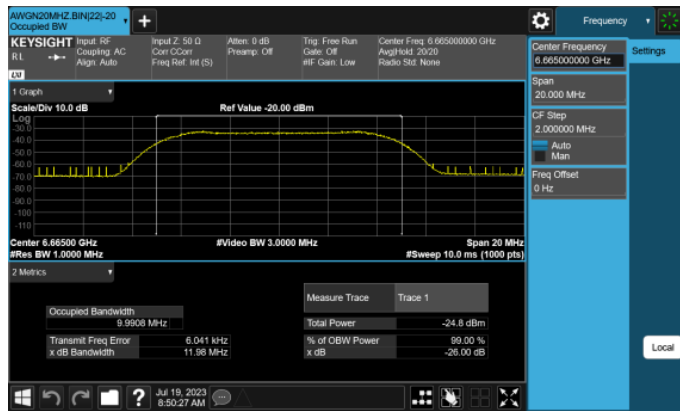 AWGN20MHZ.BIN|22|-20
Occupied BW
Frequency
KEYSIGHT
RL
Input: RF
Coupling: AC
Align: Auto
Input Z: 50 Ω
Corr CCorr
Freq Ref: Int (S)
Atten: 0 dB
Preamp: Off
Trig: Free Run
Gate: Off
#IF Gain: Low
Center Freq: 6.665000000 GHz
Avg|Hold: 20/20
Radio Std: None
LXI
1 Graph
Scale/Div 10.0 dB
Ref Value -20.00 dBm
Log
-30.0
-40.0
-50.0
-60.0
-70.0
-80.0
-90.0
-100
-110
Center 6.66500 GHz
#Video BW 3.0000 MHz
Span 20 MHz
#Res BW 1.0000 MHz
#Sweep 10.0 ms (1000 pts)
2 Metrics
Measure Trace
Trace 1
Occupied Bandwidth
9.9908 MHz
Total Power
-24.8 dBm
Transmit Freq Error
6.041 kHz
% of OBW Power
99.00 %
x dB Bandwidth
11.98 MHz
x dB
-26.00 dB
Jul 19, 2023
8:50:27 AM
?
Center Frequency
6.665000000 GHz
Span
20.000 MHz
CF Step
2.000000 MHz
Auto
Man
Freq Offset
0 Hz
Settings
Local